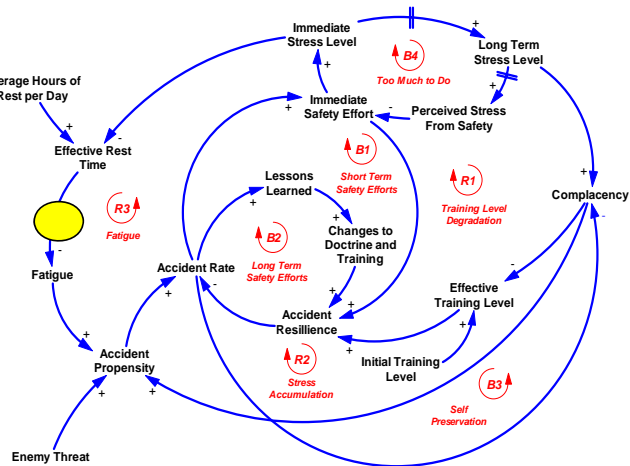 Immediate
Stress Level
+
Long Term
Stress Level
B4
Too Much to Do
erage Hours of
Rest per Day
+
+
+
Immediate
Safety Effort
-
Perceived Stress
From Safety
+
-
Effective Rest
Time
B1
Short Term
Safety Efforts
R1
Training Level
Degradation
+
Complacency
-
Lessons
Learned
+
+
Changes to
Doctrine and
Training
R3
Fatigue
B2
Long Term
Safety Efforts
-
Fatigue
Accident Rate
+
-
-
Effective
Training Level
+
+
+
Accident
Resillience
+
+
Accident
Propensity
+
+
R2
Stress
Accumulation
Initial Training
Level
B3
Self
Preservation
Enemy Threat